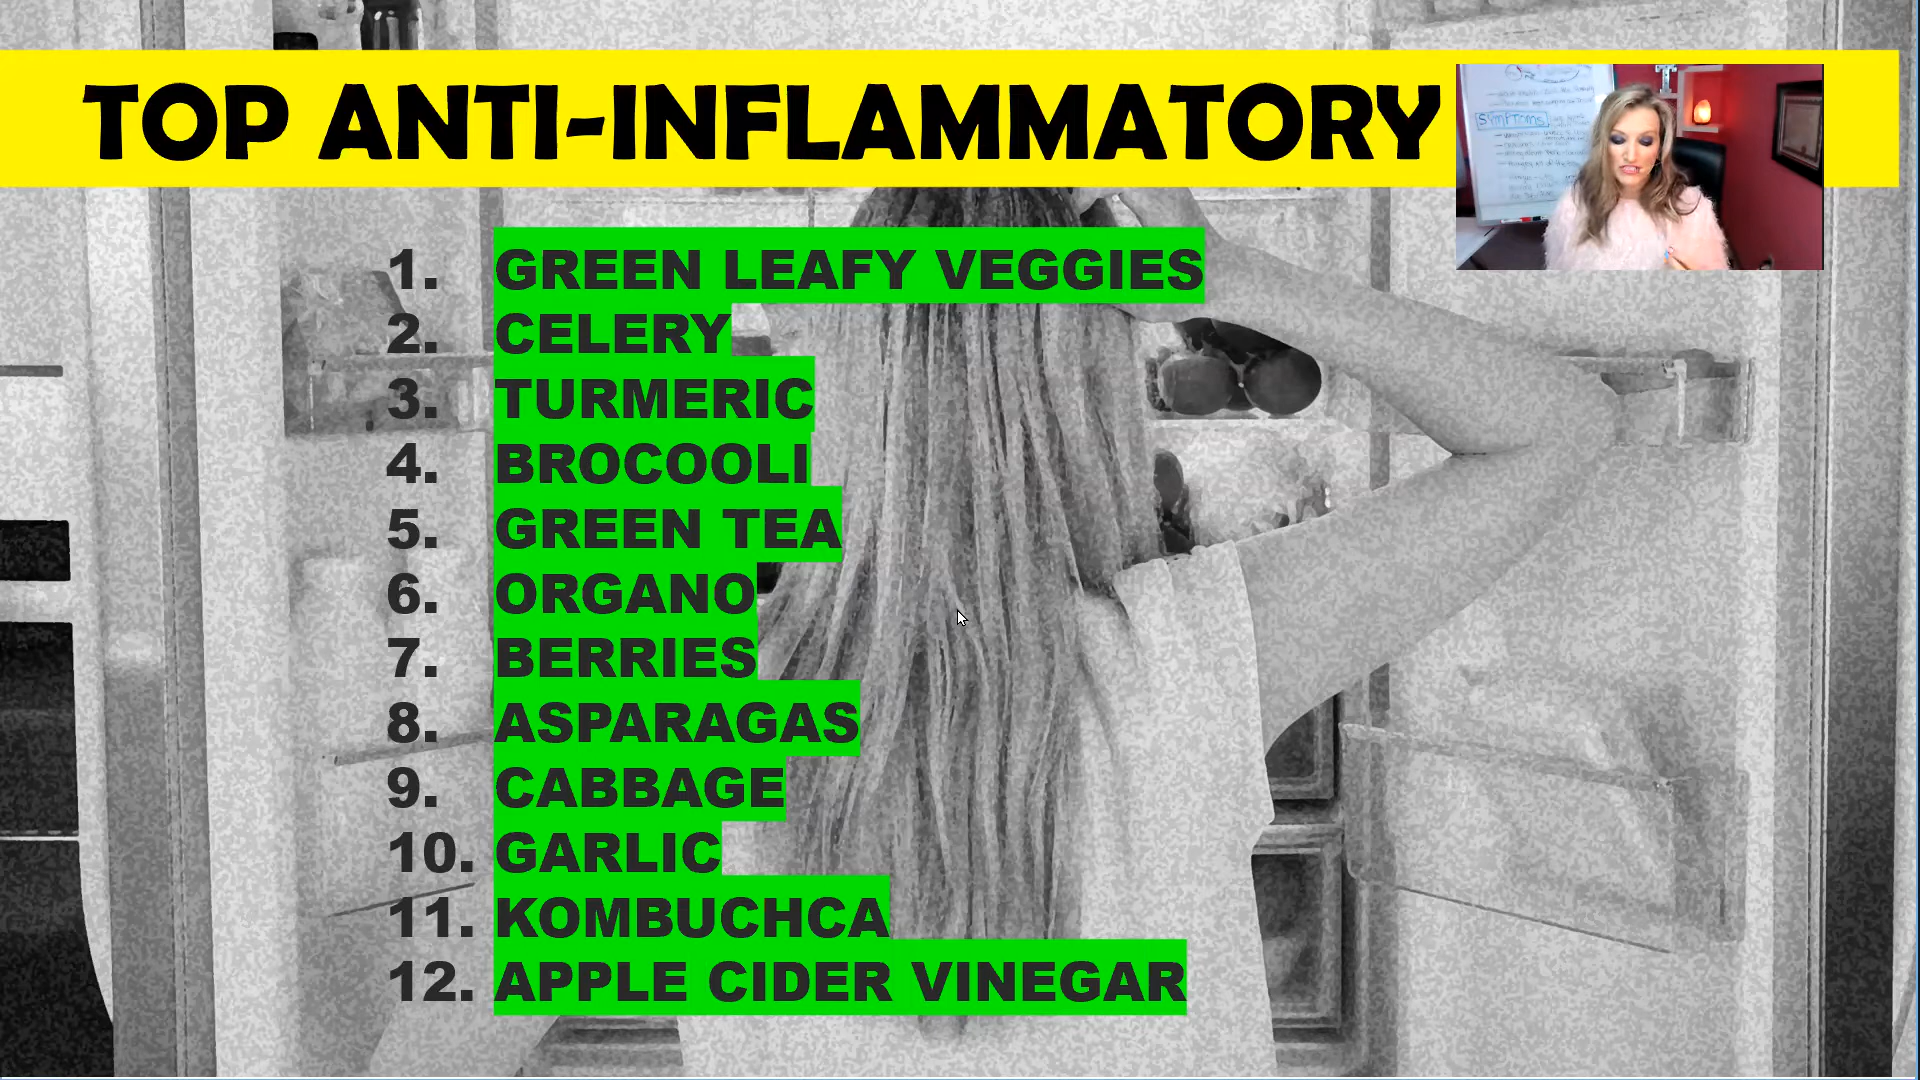 TOP ANTI-INFLAMMATORY
SYMPTOMS
1. GREEN LEAFY VEGGIES
2. CELERY
3. TURMERIC
4. BROCOOLI
5. GREEN TEA
6. ORGANO
7. BERRIES
8. ASPARAGAS
9. CABBAGE
10. GARLIC
11. KOMBUCHCA
12. APPLE CIDER VINEGAR